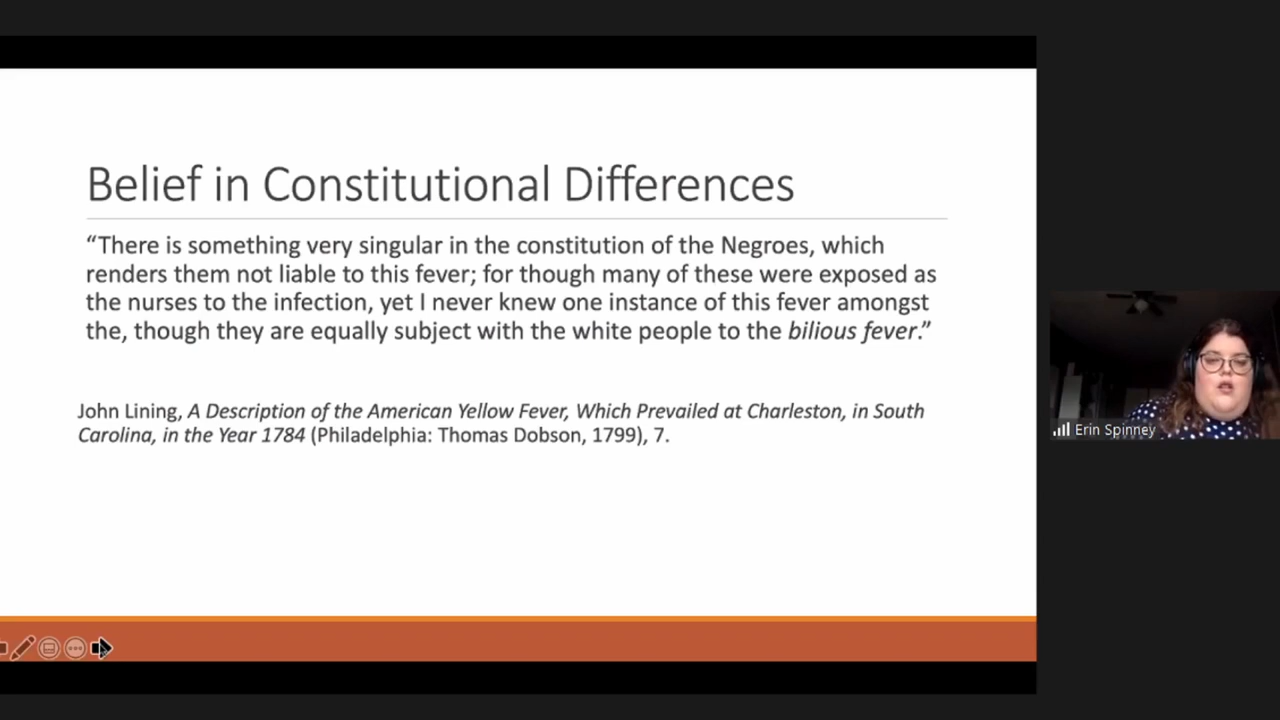 Belief in Constitutional Differences
“There is something very singular in the constitution of the Negroes, which
renders them not liable to this fever; for though many of these were exposed as
the nurses to the infection, yet I never knew one instance of this fever amongst
the, though they are equally subject with the white people to the bilious fever.”
John Lining, A Description of the American Yellow Fever, Which Prevailed at Charleston, in South
Carolina, in the Year 1784 (Philadelphia: Thomas Dobson, 1799), 7.
Erin Spinney